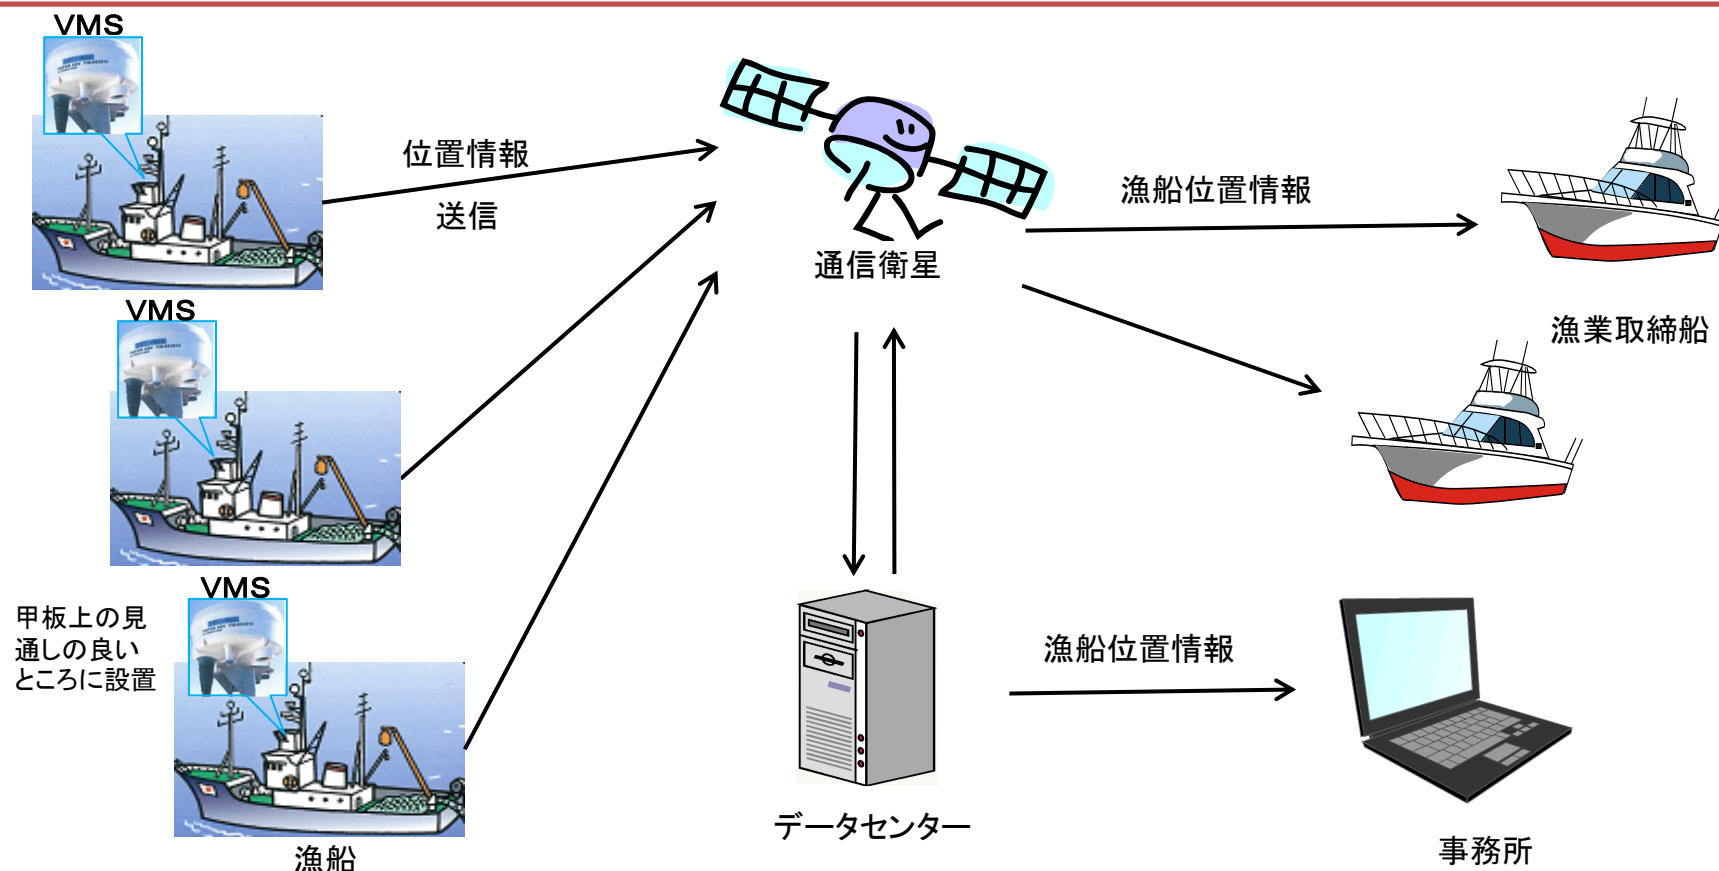 VMS
位置情報
送信
通信衛星
漁船位置情報
漁業取締船
VMS
VMS
甲板上の見
通しの良い
ところに設置
漁船
データセンター
漁船位置情報
事務所